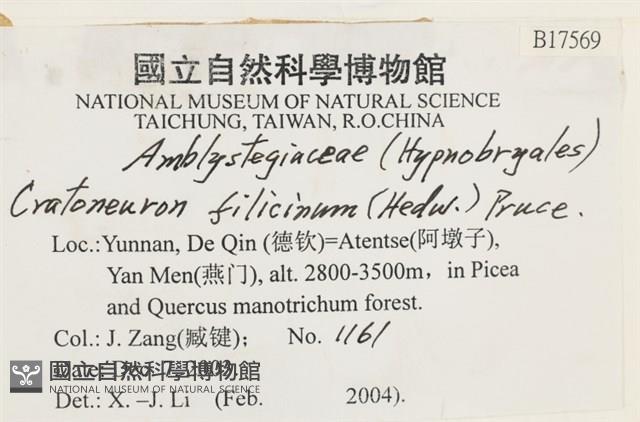 B17569
國立自然科學博物館
NATIONAL MUSEUM OF NATURAL SCIENCE
TAICHUNG, TAIWAN, R.O.CHINA
Amblystegiaceae (Hypnobryales)
Cratoneuron filicinum (Hedw.) Pruce.
Loc.:Yunnan, De Qin (德钦)=Atentse(阿墩子),
Yan Men(燕门), alt. 2800-3500m，in Picea
and Quercus manotrichum forest.
Col.: J. Zang(臧键); No. 1161
國立自然科學博物館
NATIONAL MUSEUM OF NATURAL SCIENCE
Det.: X. –J. Li (Feb. 2004).